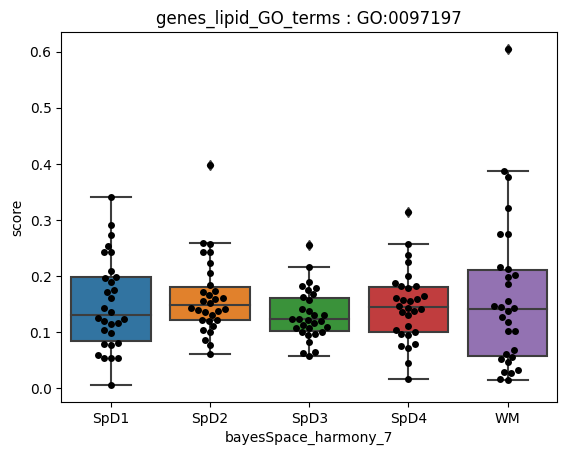 genes_lipid_GO_terms : GO:0097197
0.6
0.5
0.4
0.3
0.2
0.1
0.0
score
SpD1 SpD2 SpD3 SpD4 WM
bayesSpace_harmony_7